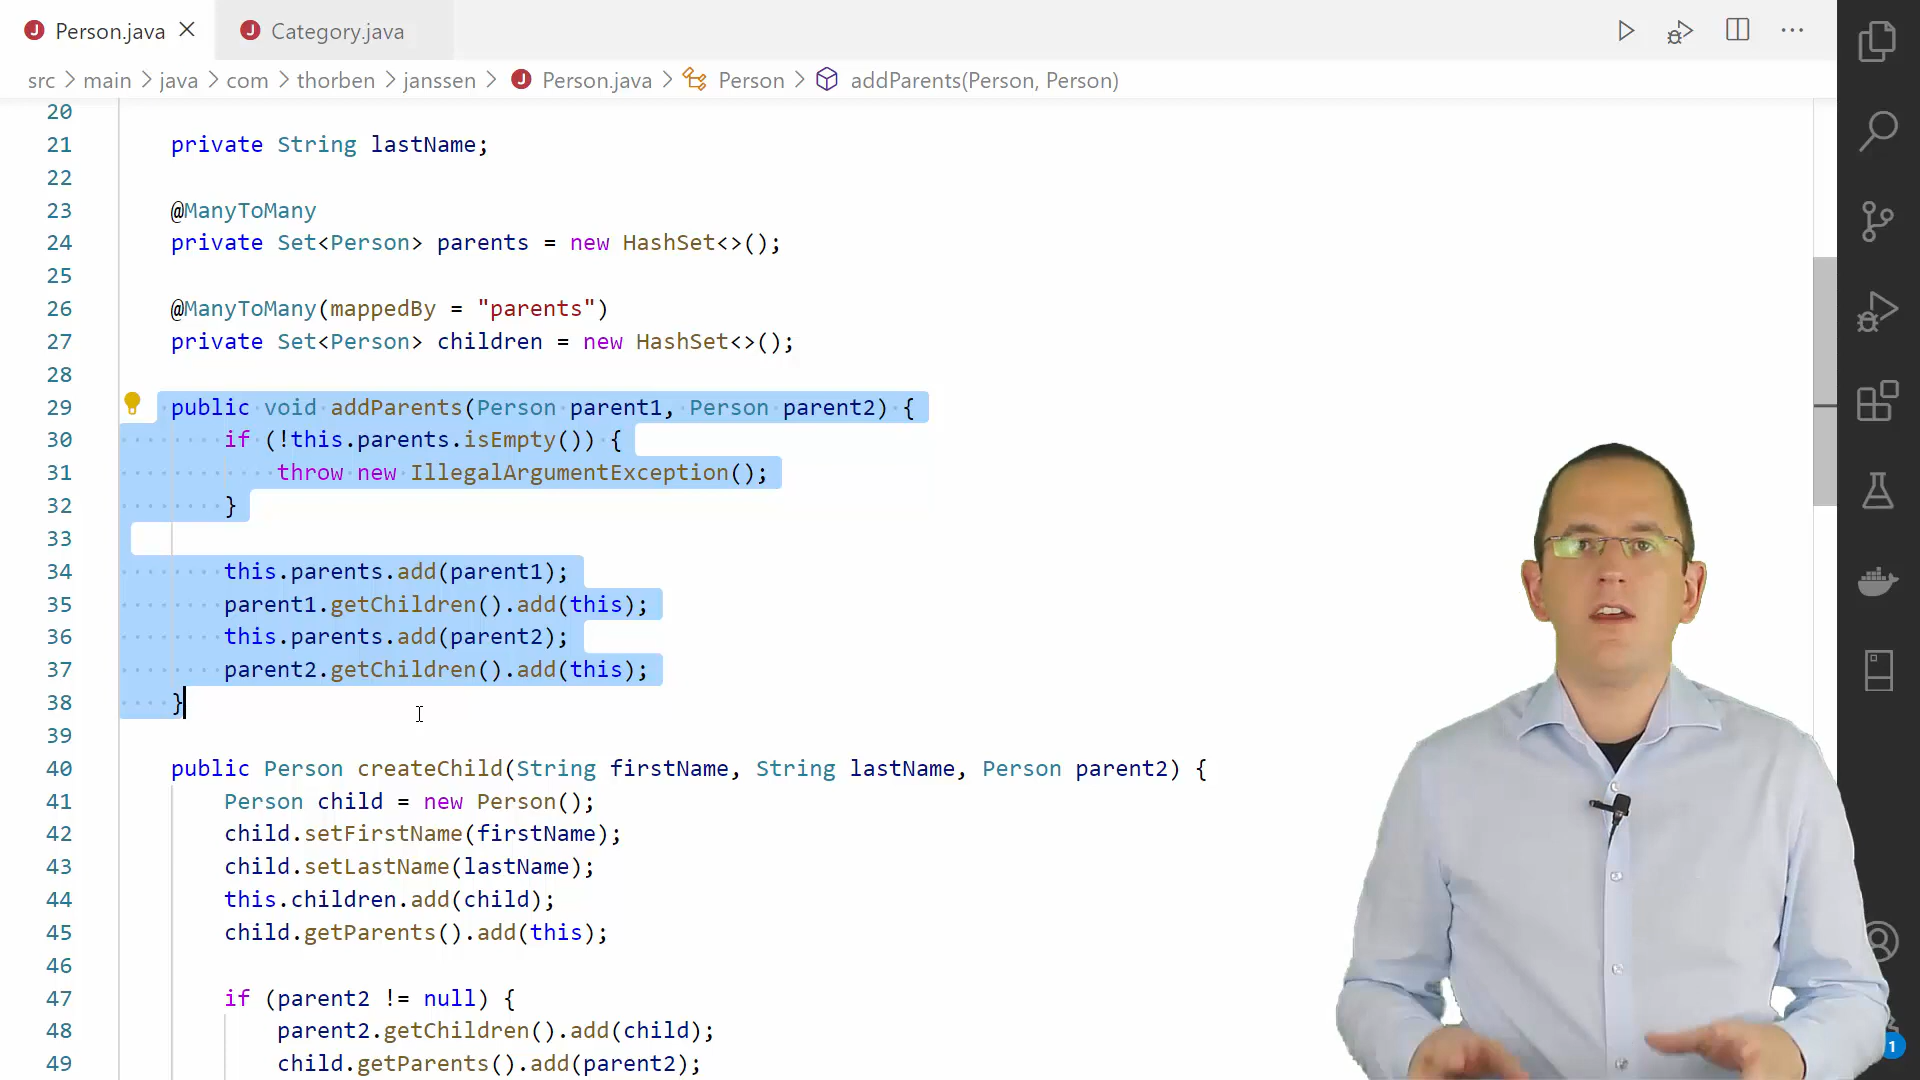 Person.java
Category.java
src > main > java > com > thorben > janssen > Person.java > Person > addParents(Person, Person)
20
21 private String lastName;
22
23 @ManyToMany
24 private Set<Person> parents = new HashSet<>();
25
26 @ManyToMany(mappedBy = "parents")
27 private Set<Person> children = new HashSet<>();
28
29 public void addParents(Person parent1, Person parent2) {
30 if (!this.parents.isEmpty()) {
31 throw new IllegalArgumentException();
32 }
33
34 this.parents.add(parent1);
35 parent1.getChildren().add(this);
36 this.parents.add(parent2);
37 parent2.getChildren().add(this);
38 }
39
40 public Person createChild(String firstName, String lastName, Person parent2) {
41 Person child = new Person();
42 child.setFirstName(firstName);
43 child.setLastName(lastName);
44 this.children.add(child);
45 child.getParents().add(this);
46
47 if (parent2 != null) {
48 parent2.getChildren().add(child);
49 child.getParents().add(parent2);
1